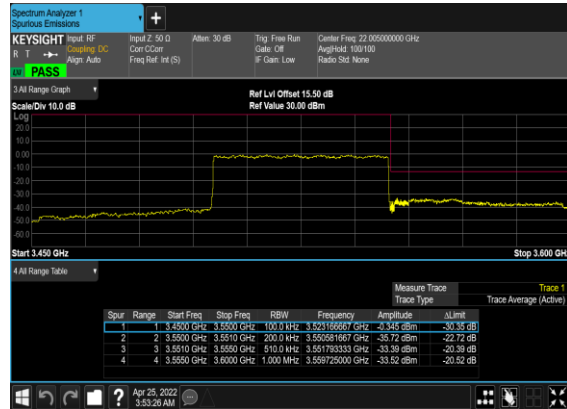 Spectrum Analyzer 1
Spurious Emissions
+
KEYSIGHT Input: RF Input Z: 50 Ω Atten: 30 dB Trig: Free Run Center Freq: 22.005000000 GHz
R T Coupling: DC Corr CCorr Gate: Off Avg|Hold: 100/100
Align: Auto Freq Ref: Int (S) IF Gain: Low Radio Std: None
PASS
3 All Range Graph Ref Lvl Offset 15.50 dB
Scale/Div 10.0 dB Ref Value 30.00 dBm
Log
20.0
10.0
0.00
-10.0
-20.0
-30.0
-40.0
-50.0
-60.0
Start 3.450 GHz Stop 3.600 GHz
4 All Range Table
Measure Trace Trace 1
Trace Type Trace Average (Active)
Spur Range Start Freq Stop Freq RBW Frequency Amplitude ΔLimit
1 1 3.4500 GHz 3.5500 GHz 100.0 kHz 3.523166667 GHz -0.345 dBm -30.35 dB
2 2 3.5500 GHz 3.5510 GHz 200.0 kHz 3.550581667 GHz -35.72 dBm -22.72 dB
3 3 3.5510 GHz 3.5550 GHz 510.0 kHz 3.551793333 GHz -33.39 dBm -20.39 dB
4 4 3.5550 GHz 3.6000 GHz 1.000 MHz 3.559725000 GHz -33.52 dBm -20.52 dB
? Apr 25, 2022
3:53:26 AM